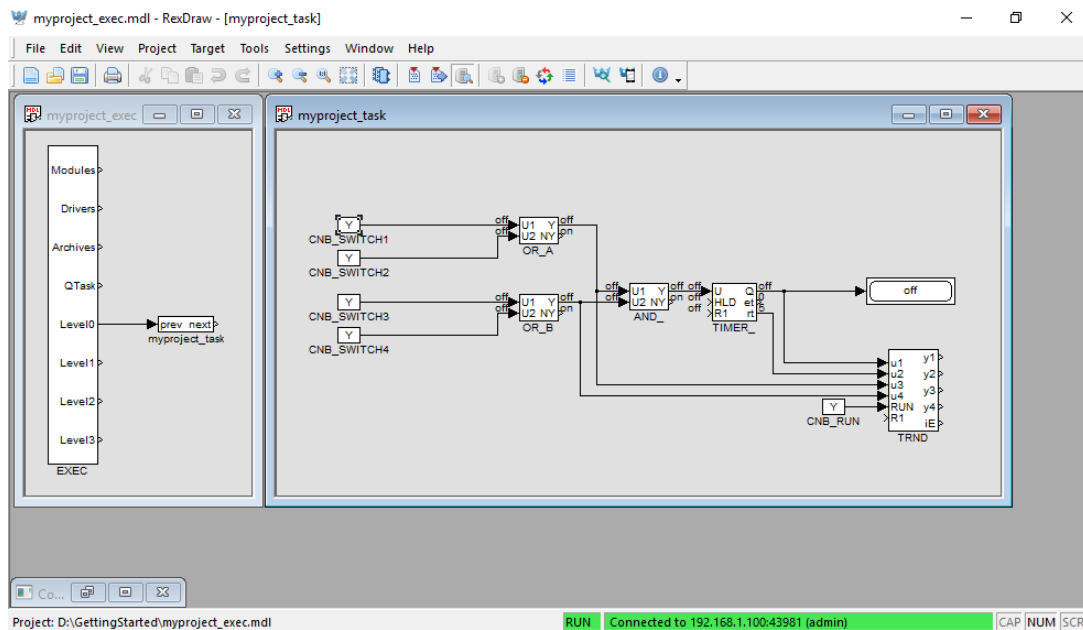 myproject_exec.mdl - RexDraw - [myproject_task]
File Edit View Project Target Tools Settings Window Help
myproject_exec
Modules
Drivers
Archives
QTask
Level0
prev next
myproject_task
Level1
Level2
Level3
EXEC
myproject_task
Y
CNB_SWITCH1
Y
CNB_SWITCH2
off U1 Y off
off U2 NY on
OR_A
Y
CNB_SWITCH3
Y
CNB_SWITCH4
off U1 Y off
off U2 NY on
OR_B
off U1 Y off
off U2 NY on
AND_
off U Q off
off HLD et 0
off R1 rt 5
TIMER_
off
Y
CNB_RUN
u1 y1
u2 y2
u3 y3
u4
RUN y4
R1 iE
TRND
Co...
Project: D:\GettingStarted\myproject_exec.mdl RUN Connected to 192.168.1.100:43981 (admin) CAP NUM SCR